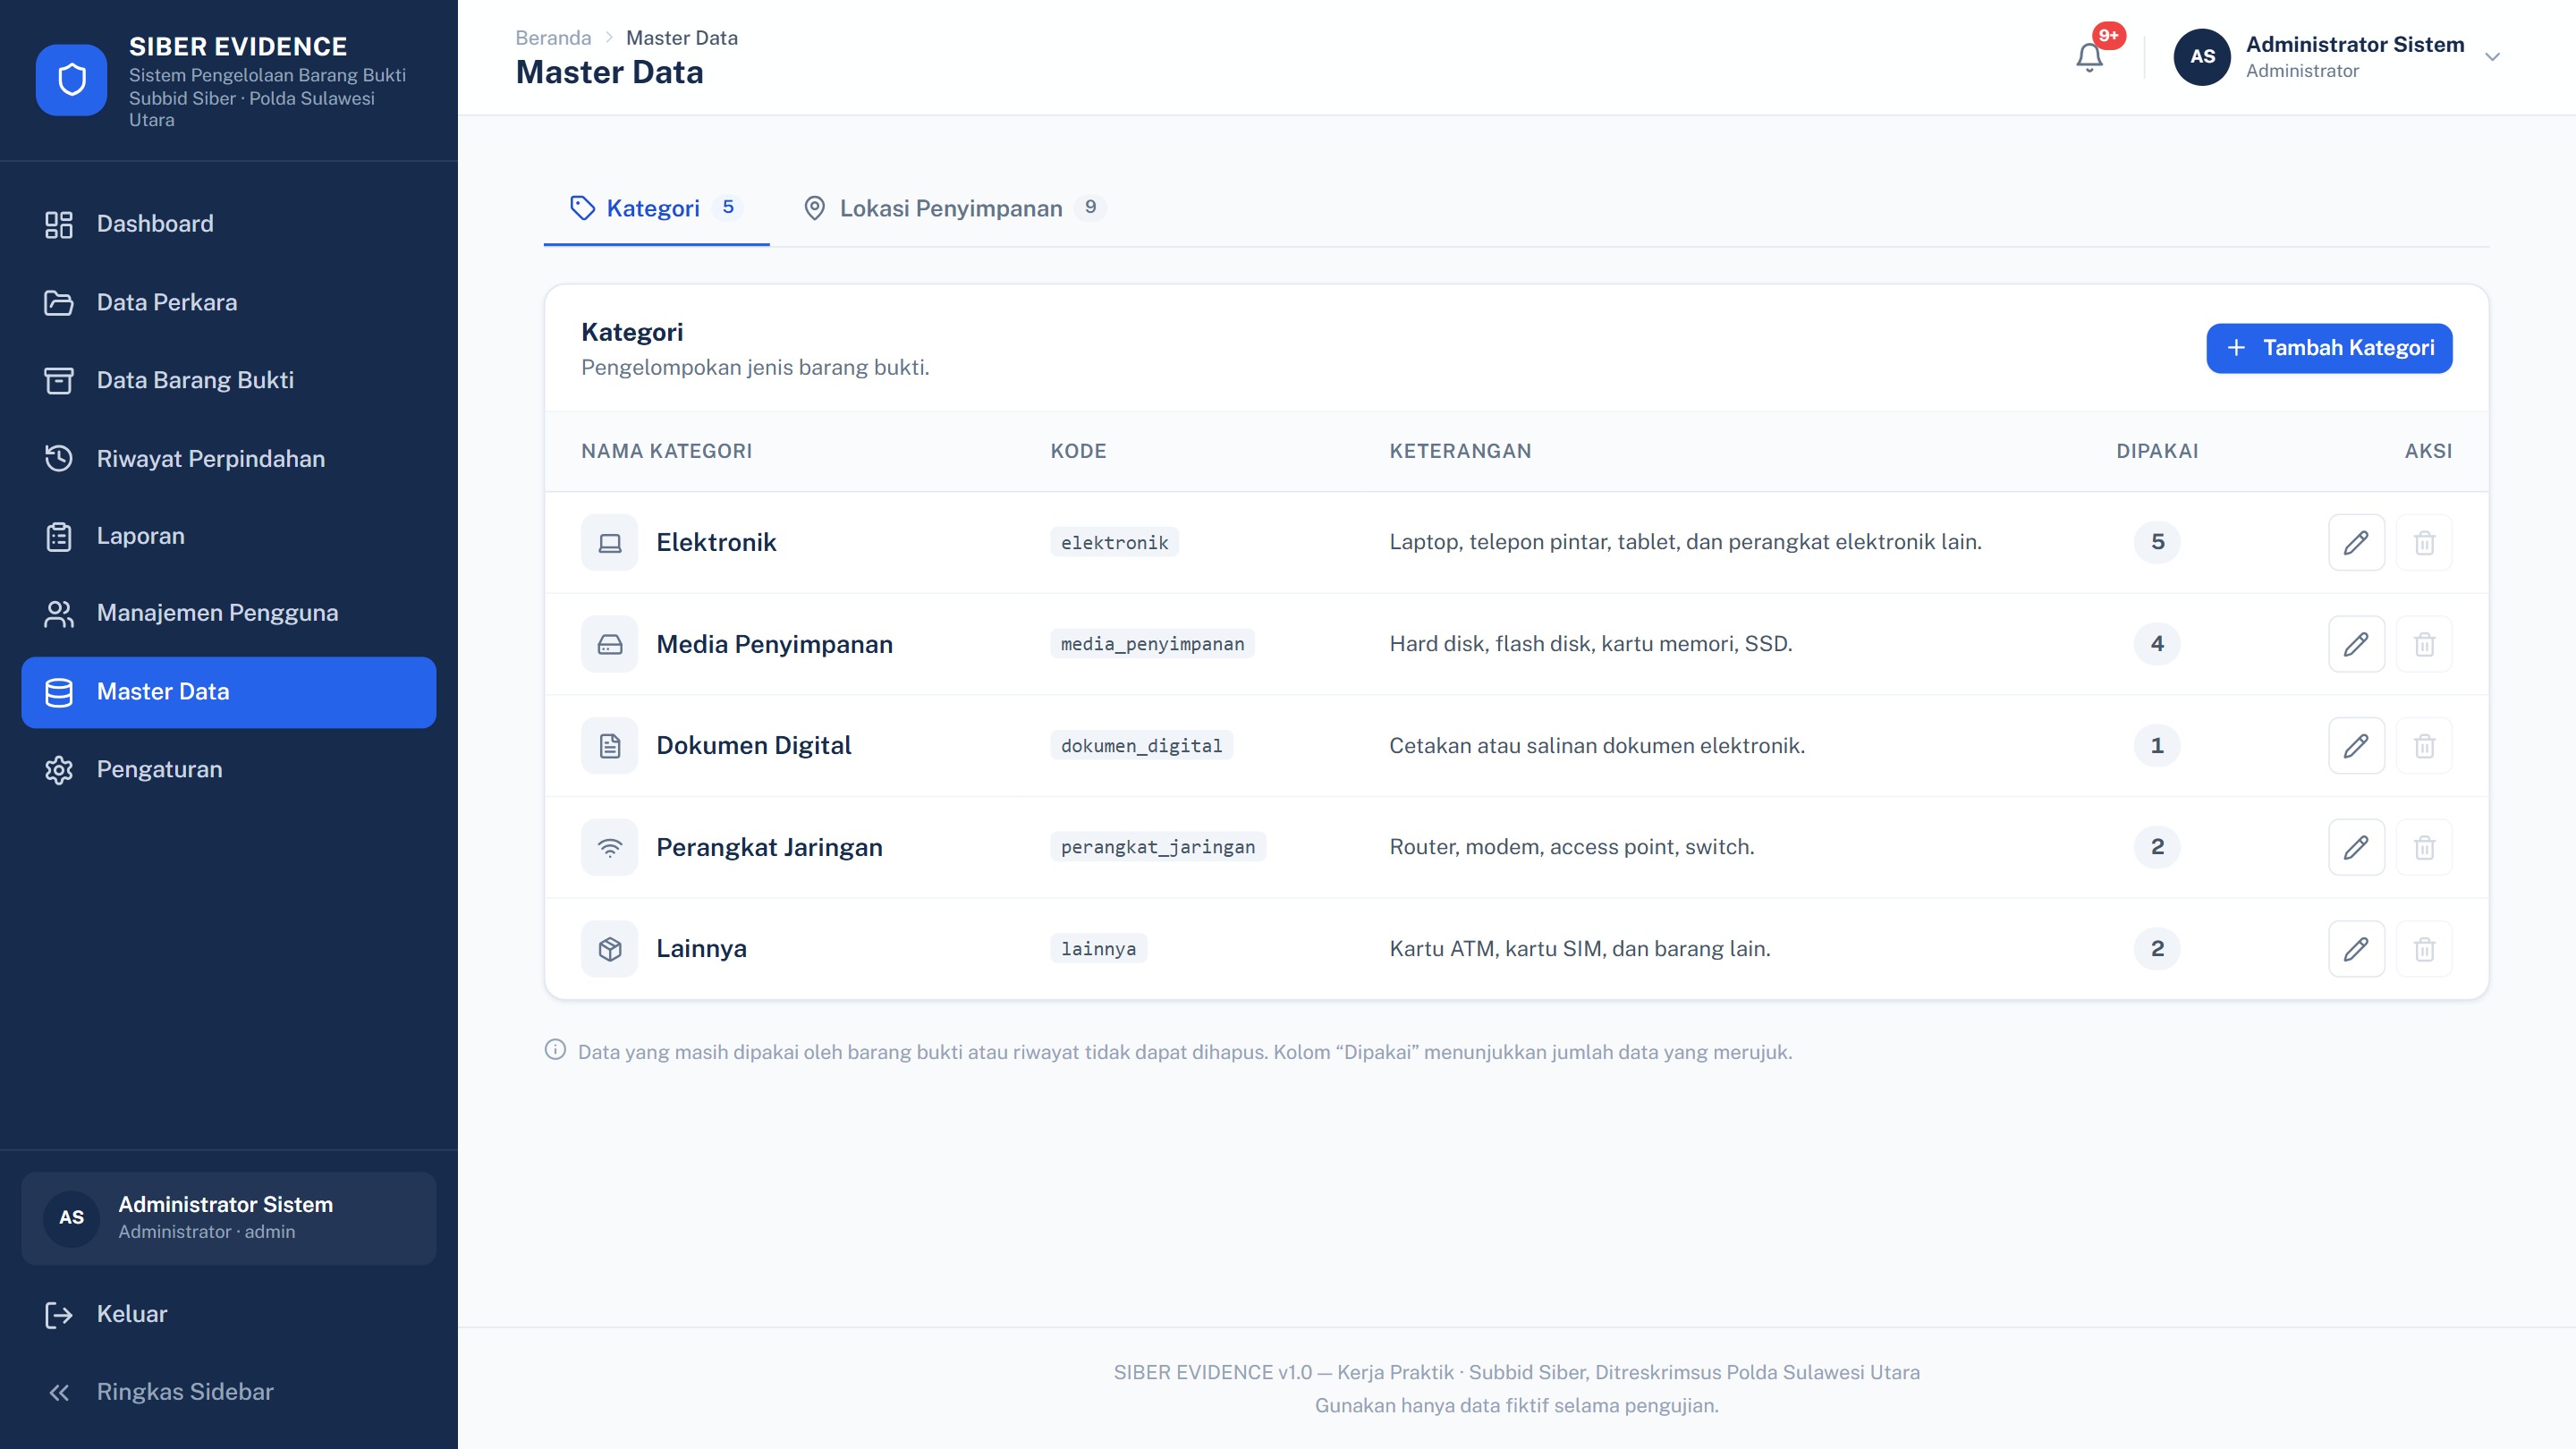 SIBER EVIDENCE
Sistem Pengelolaan Barang Bukti
Subbid Siber · Polda Sulawesi
Utara
Dashboard
Data Perkara
Data Barang Bukti
Riwayat Perpindahan
Laporan
Manajemen Pengguna
Master Data
Pengaturan
AS
Administrator Sistem
Administrator · admin
Keluar
Ringkas Sidebar
Beranda Master Data
Master Data
9+
AS
Administrator Sistem
Administrator
Kategori 5
Lokasi Penyimpanan 9
Kategori
Pengelompokan jenis barang bukti.
Tambah Kategori
NAMA KATEGORI KODE KETERANGAN DIPAKAI AKSI
Elektronik elektronik Laptop, telepon pintar, tablet, dan perangkat elektronik lain. 5
Media Penyimpanan media_penyimpanan Hard disk, flash disk, kartu memori, SSD. 4
Dokumen Digital dokumen_digital Cetakan atau salinan dokumen elektronik. 1
Perangkat Jaringan perangkat_jaringan Router, modem, access point, switch. 2
Lainnya lainnya Kartu ATM, kartu SIM, dan barang lain. 2
Data yang masih dipakai oleh barang bukti atau riwayat tidak dapat dihapus. Kolom “Dipakai” menunjukkan jumlah data yang merujuk.
SIBER EVIDENCE v1.0 — Kerja Praktik · Subbid Siber, Ditreskrimsus Polda Sulawesi Utara
Gunakan hanya data fiktif selama pengujian.